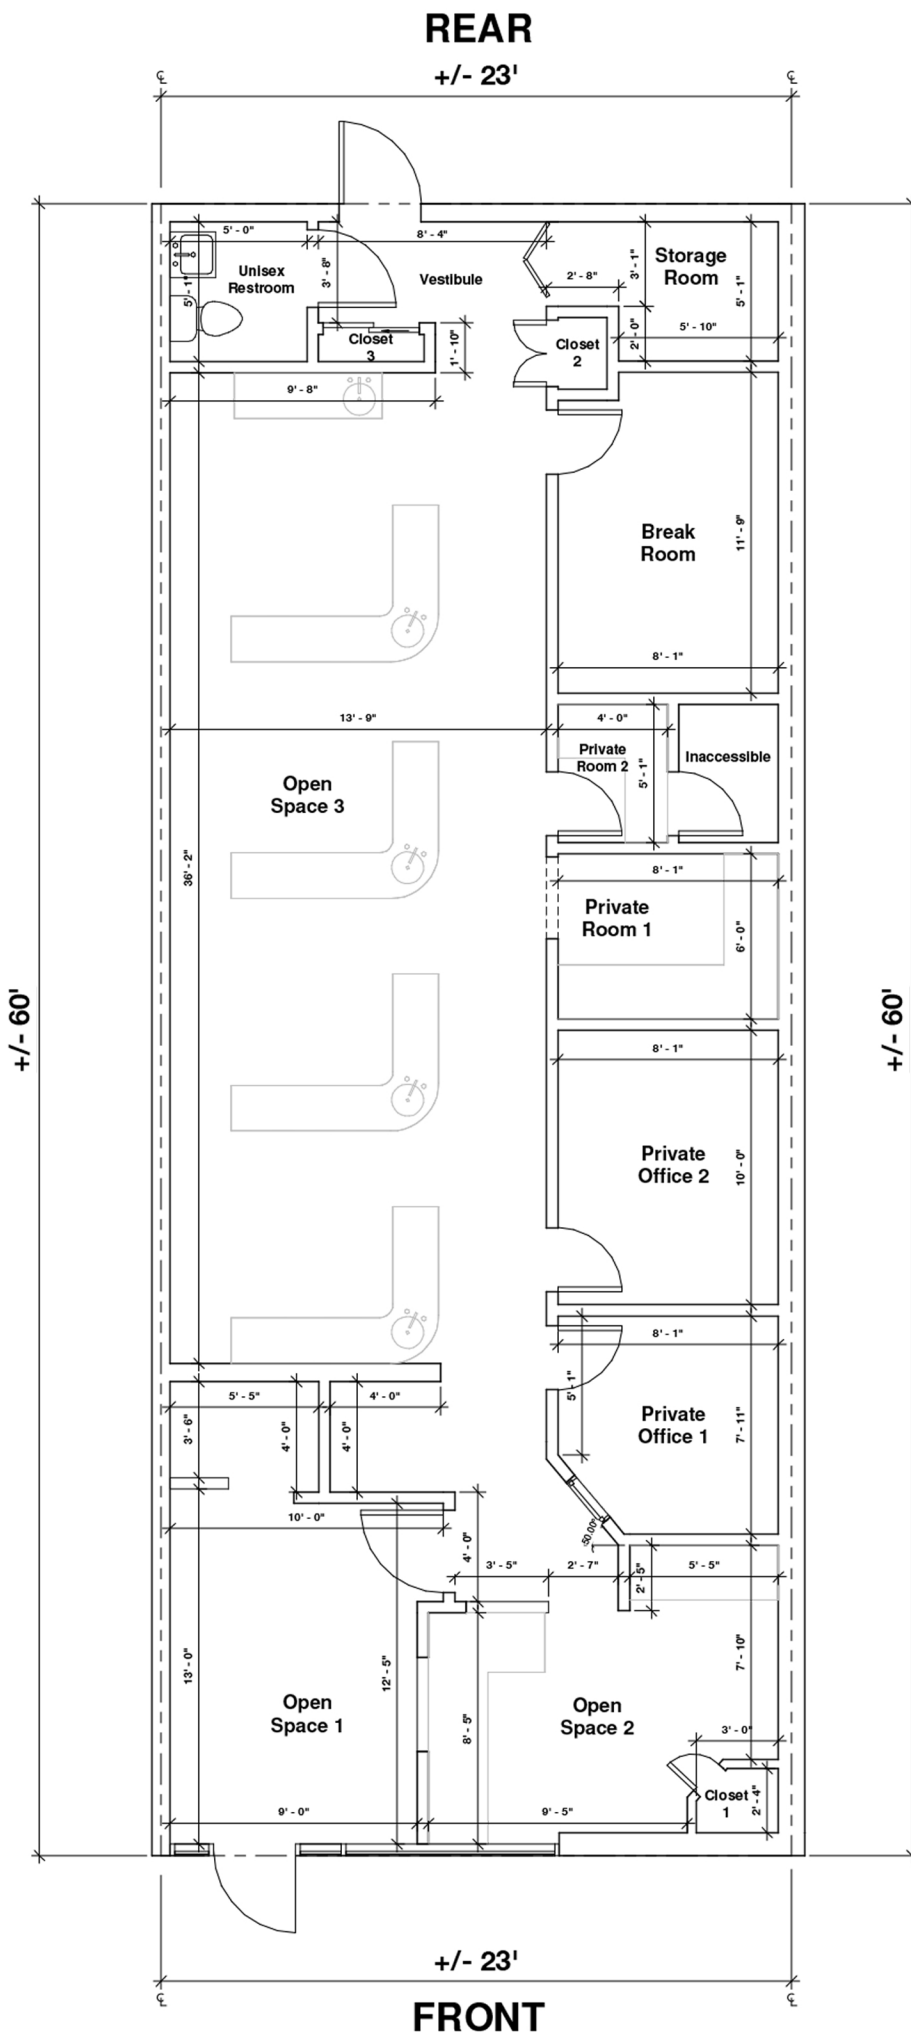 REAR
+/- 23'
℄
℄
5' - 0"
8' - 4"
3' - 8"
5' - 1"
Unisex
Restroom
Vestibule
2' - 8"
3' - 1"
Storage
Room
5' - 1"
2' - 0"
5' - 10"
Closet
3
1' - 10"
Closet
2
9' - 8"
Break
Room
11' - 9"
8' - 1"
13' - 9"
4' - 0"
Private
Room 2
5' - 1"
Inaccessible
Open
Space 3
36' - 2"
8' - 1"
Private
Room 1
6' - 0"
+/- 60'
+/- 60'
8' - 1"
Private
Office 2
10' - 0"
8' - 1"
5' - 1"
Private
Office 1
7' - 11"
5' - 5"
4' - 0"
3' - 6"
4' - 0"
4' - 0"
10' - 0"
50.00°
4' - 0"
3' - 5"
2' - 7"
2' - 5"
5' - 5"
13' - 0"
12' - 5"
7' - 10"
Open
Space 1
8' - 5"
Open
Space 2
3' - 0"
Closet
1
2' - 4"
9' - 0"
9' - 5"
+/- 23'
℄
℄
FRONT